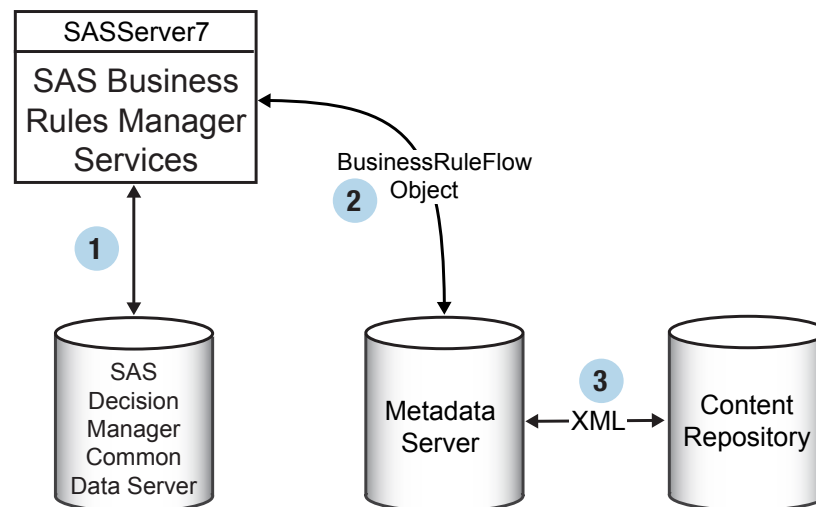 SASServer7
SAS Business
Rules Manager
Services
BusinessRuleFlow
Object
2
1
SAS
Decision
Manager
Common
Data Server
Metadata
Server
3
XML
Content
Repository